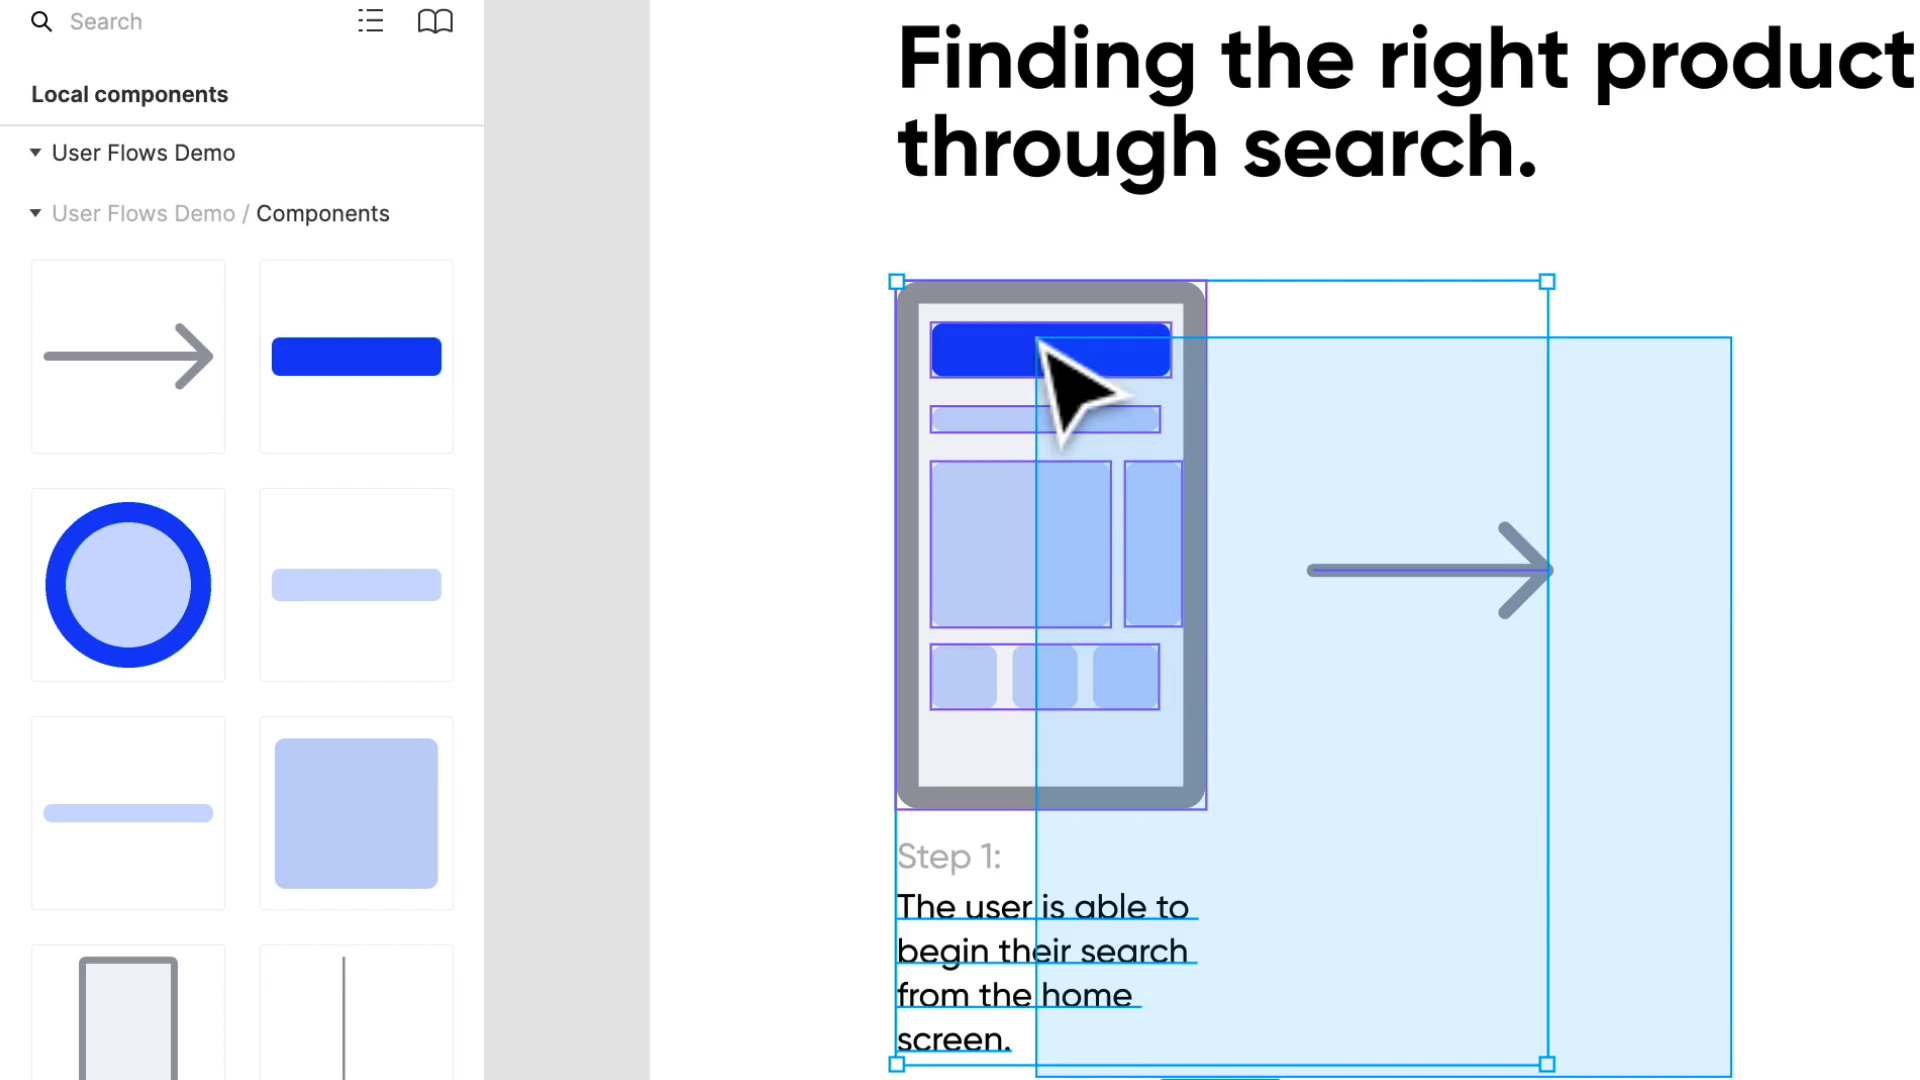 Search
Local components
User Flows Demo
User Flows Demo / Components
Finding the right product
through search.
Step 1:
The user is able to
begin their search
from the home
screen.